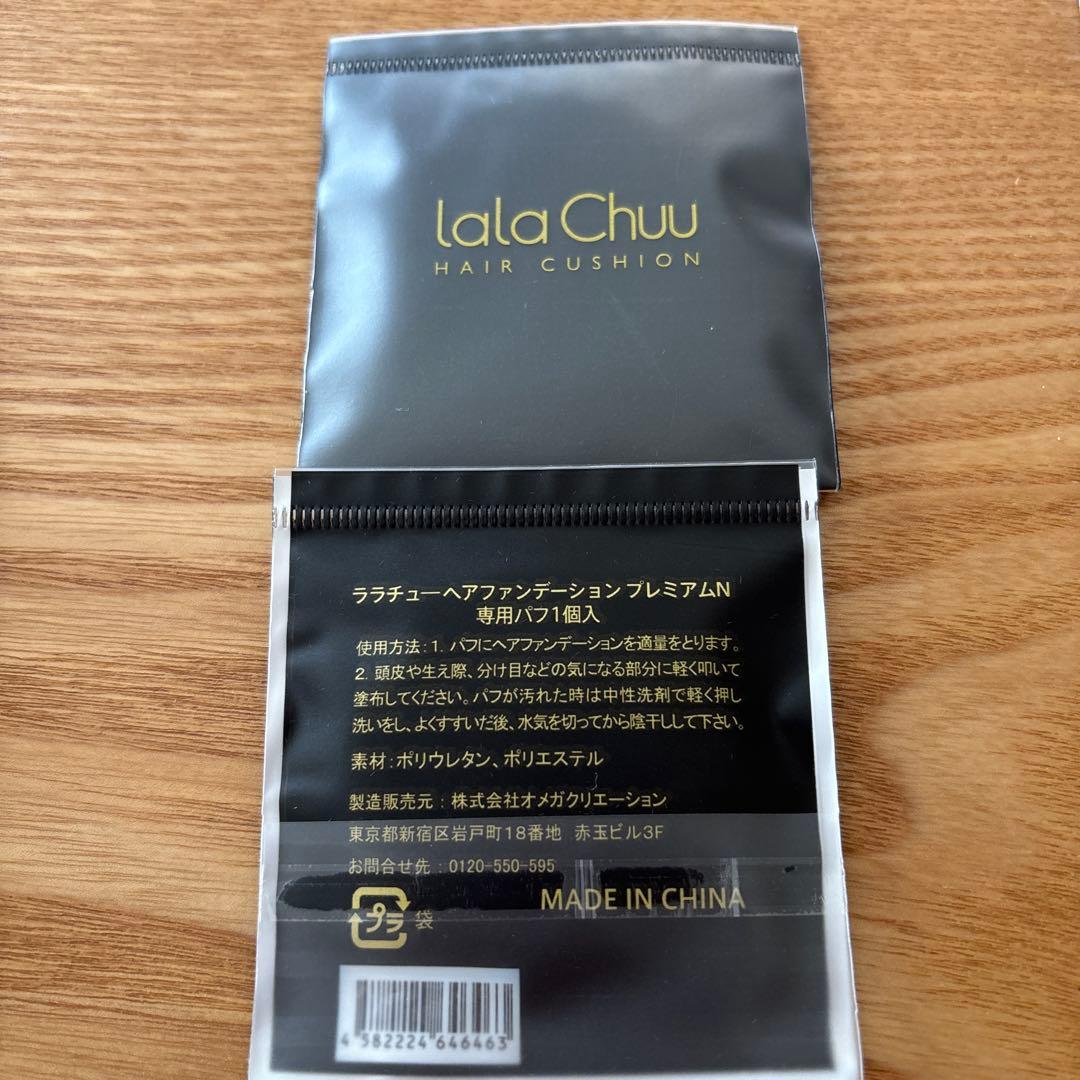 lala Chuu
HAIR CUSHION
ララチューヘアファンデーション プレミアムN
専用パフ1個入
使用方法：1. パフにヘアファンデーションを適量をとります。
2. 頭皮や生え際、分け目などの気になる部分に軽く叩いて
塗布してください。パフが汚れた時は中性洗剤で軽く押し
洗いをし、よくすすいだ後、水気を切ってから陰干しして下さい。
素材：ポリウレタン、ポリエステル
製造販売元：株式会社オメガクリエーション
東京都新宿区岩戸町18番地 赤玉ビル3F
お問合せ先：0120-550-595
プラ 袋
MADE IN CHINA
4 582224 646463